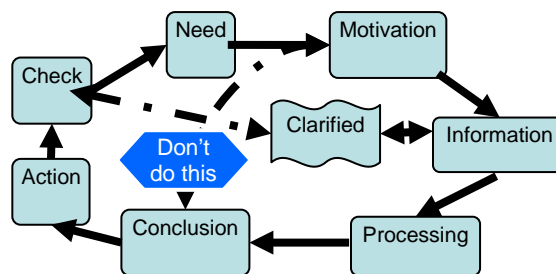 Need
Motivation
Check
Clarified
Information
Don't
do this
Action
Conclusion
Processing